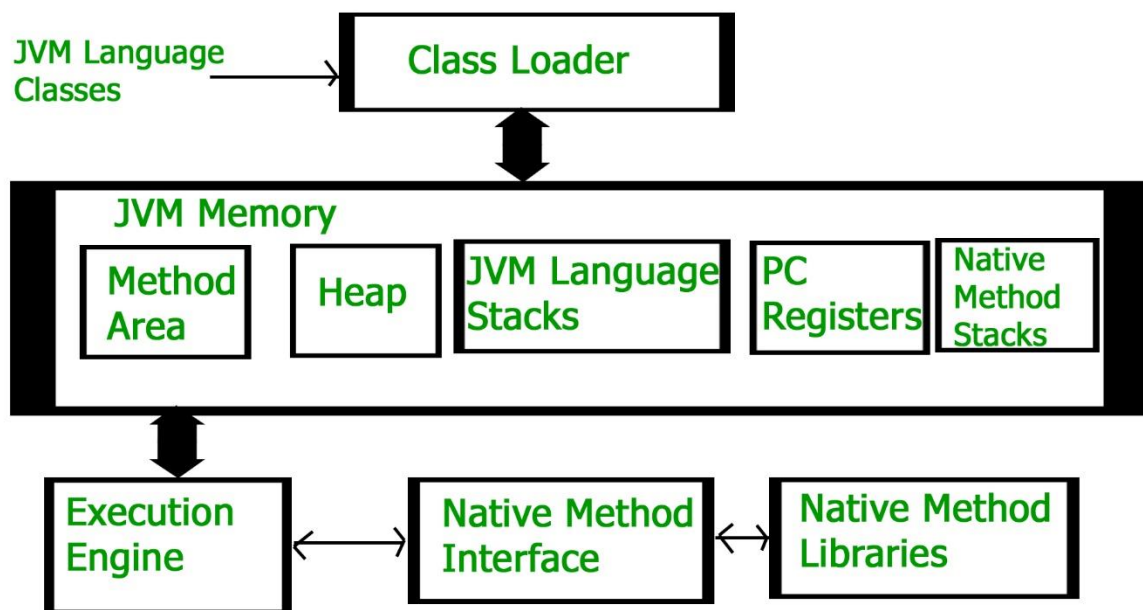 JVM Language
Classes
Class Loader
JVM Memory
Method
Area
Heap
JVM Language
Stacks
PC
Registers
Native
Method
Stacks
Execution
Engine
Native Method
Interface
Native Method
Libraries